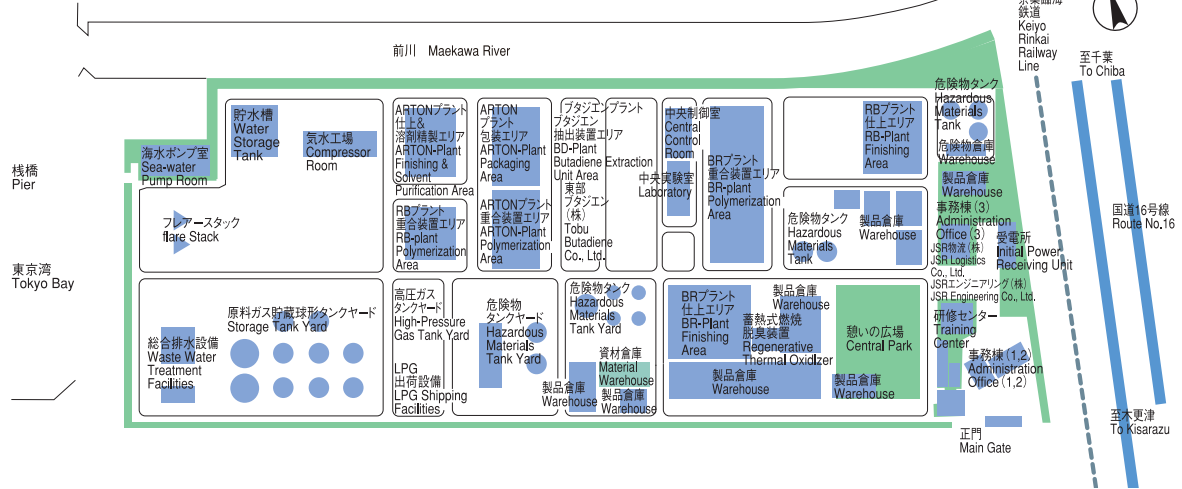 前川 Maekawa River
京葉臨海
鉄道
Keiyo
Rinkai
Railway
Line
至千葉
To Chiba
国道16号線
Route No.16
至木更津
To Kisarazu
桟橋
Pier
東京湾
Tokyo Bay
海水ポンプ室
Sea-water
Pump Room
貯水槽
Water
Storage
Tank
気水工場
Compressor
Room
フレアースタック
flare Stack
ARTONプラント
仕上&
溶剤精製エリア
ARTON-Plant
Finishing &
Solvent
Purification Area
RBプラント
重合装置エリア
RB-plant
Polymerization
Area
ARTON
プラント
包装エリア
ARTON-Plant
Packaging
Area
ARTONプラント
重合装置エリア
ARTON-Plant
Polymerization
Area
ブタジエンプラント
ブタジエン
抽出装置エリア
BD-Plant
Butadiene Extraction
Unit Area
東部
ブタジエン
(株)
Tobu
Butadiene
Co., Ltd.
中央制御室
Central
Control
Room
中央実験室
Laboratory
BRプラント
重合装置エリア
BR-plant
Polymerization
Area
RBプラント
仕上エリア
RB-Plant
Finishing
Area
危険物タンク
Hazardous
Materials
Tank
製品倉庫
Warehouse
危険物タンク
Hazardous
Materials
Tank
危険物倉庫
Warehouse
製品倉庫
Warehouse
事務棟(3)
Administration
Office (3)
JSR物流(株)
JSR Logistics
Co., Ltd.
JSRエンジニアリング(株)
JSR Engineering Co., Ltd.
受電所
Initial Power
Receiving Unit
研修センター
Training
Center
事務棟(1,2)
Administration
Office (1,2)
正門
Main Gate
総合排水設備
Waste Water
Treatment
Facilities
原料ガス貯蔵球形タンクヤード
Storage Tank Yard
高圧ガス
タンクヤード
High-Pressure
Gas Tank Yard
LPG
出荷設備
LPG Shipping
Facilities
危険物
タンクヤード
Hazardous
Materials
Tank Yard
危険物タンク
Hazardous
Materials
Tank Yard
資材倉庫
Material
Warehouse
製品倉庫
Warehouse
製品倉庫
Warehouse
BRプラント
仕上エリア
BR-Plant
Finishing
Area
製品倉庫
Warehouse
蓄熱式燃焼
脱臭装置
Regenerative
Thermal Oxidizer
製品倉庫
Warehouse
憩いの広場
Central Park
製品倉庫
Warehouse